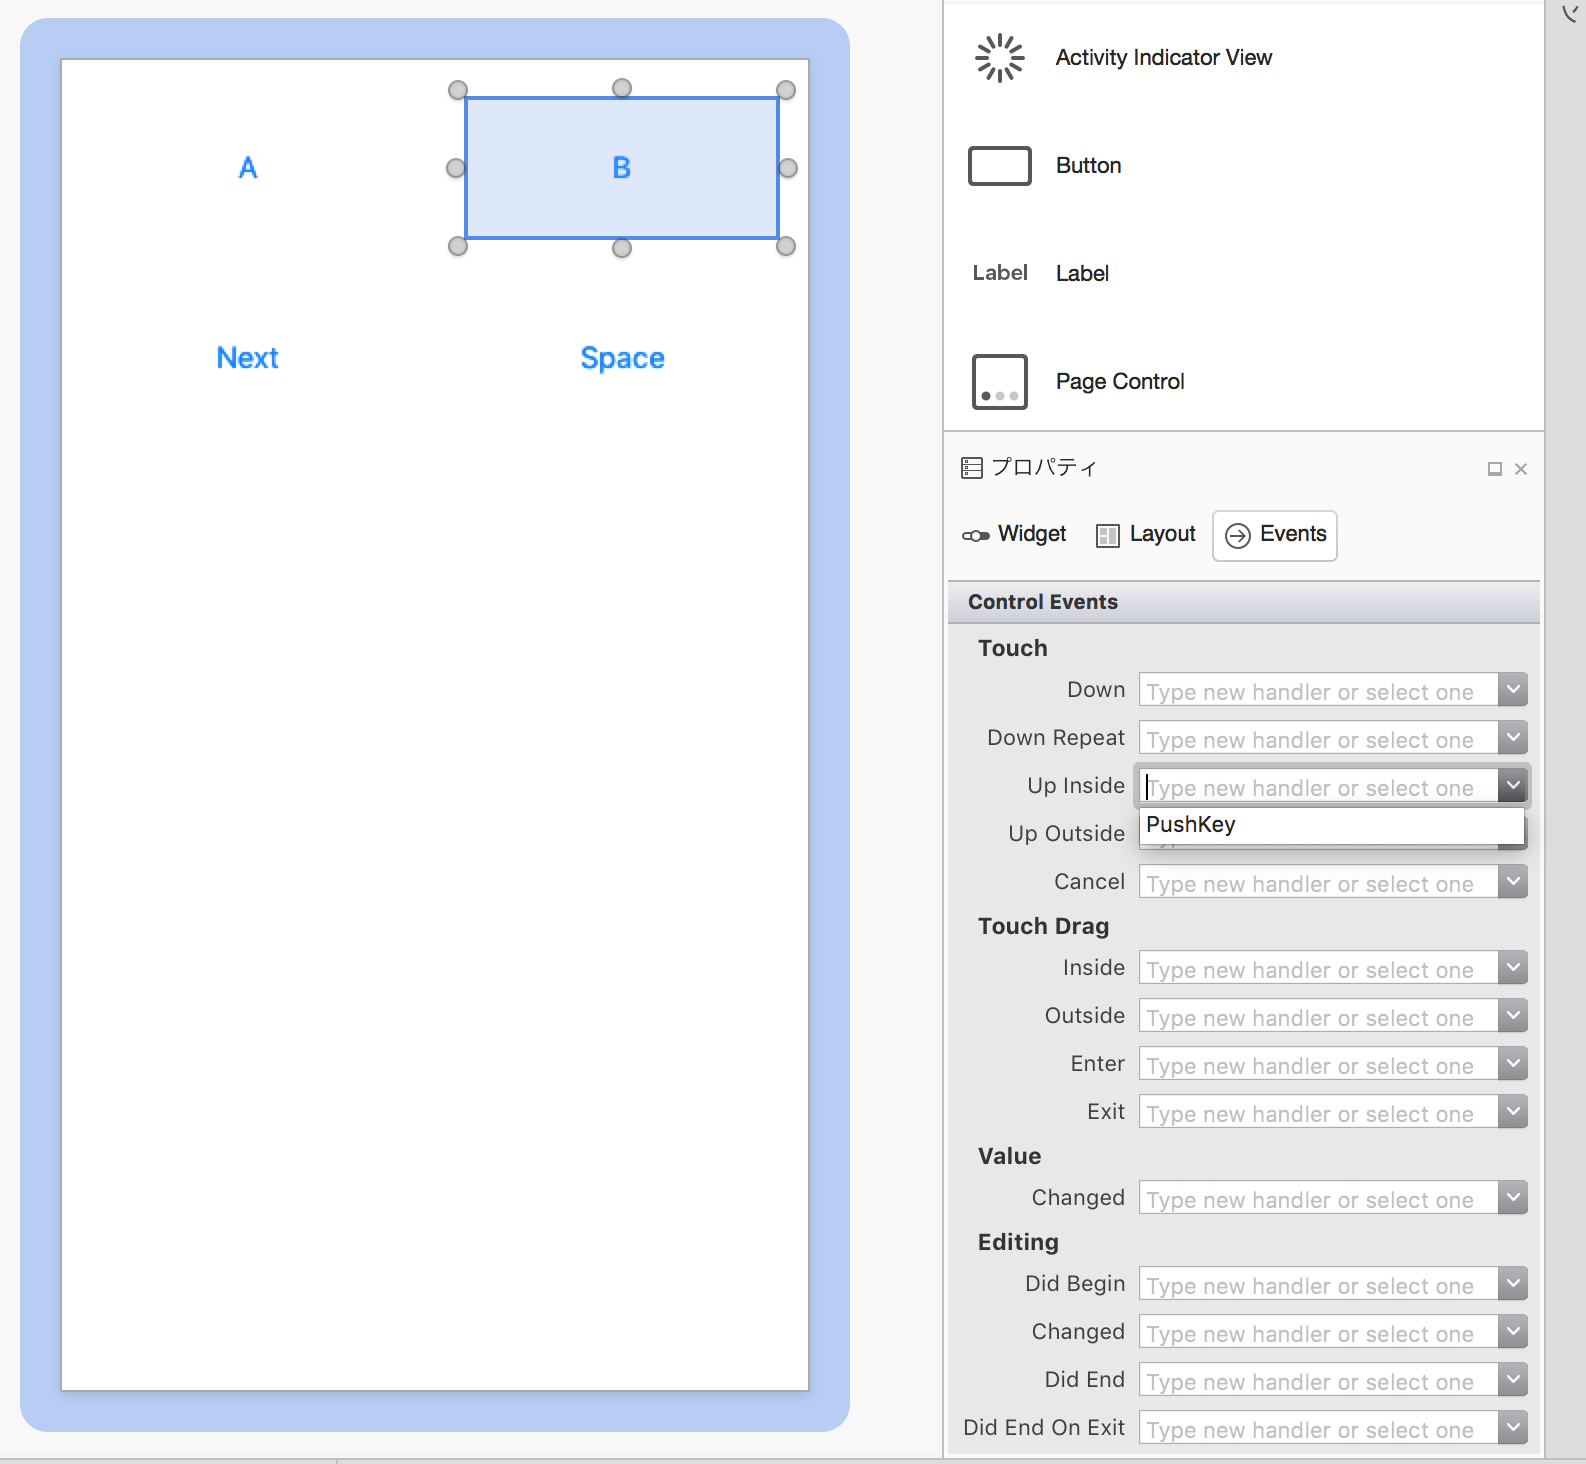 A
B
Next
Space
Activity Indicator View
Button
Label Label
Page Control
プロパティ
Widget Layout Events
Control Events
Touch
Down Type new handler or select one
Down Repeat Type new handler or select one
Up Inside Type new handler or select one
PushKey
Up Outside
Cancel Type new handler or select one
Touch Drag
Inside Type new handler or select one
Outside Type new handler or select one
Enter Type new handler or select one
Exit Type new handler or select one
Value
Changed Type new handler or select one
Editing
Did Begin Type new handler or select one
Changed Type new handler or select one
Did End Type new handler or select one
Did End On Exit Type new handler or select one